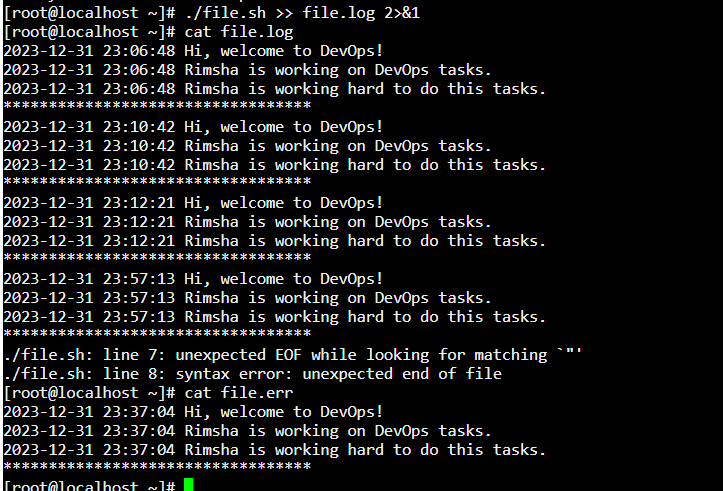 [root@localhost ~]# ./file.sh >> file.log 2>&1
[root@localhost ~]# cat file.log
2023-12-31 23:06:48 Hi, welcome to DevOps!
2023-12-31 23:06:48 Rimsha is working on DevOps tasks.
2023-12-31 23:06:48 Rimsha is working hard to do this tasks.
**********************************
2023-12-31 23:10:42 Hi, welcome to DevOps!
2023-12-31 23:10:42 Rimsha is working on DevOps tasks.
2023-12-31 23:10:42 Rimsha is working hard to do this tasks.
**********************************
2023-12-31 23:12:21 Hi, welcome to DevOps!
2023-12-31 23:12:21 Rimsha is working on DevOps tasks.
2023-12-31 23:12:21 Rimsha is working hard to do this tasks.
**********************************
2023-12-31 23:57:13 Hi, welcome to DevOps!
2023-12-31 23:57:13 Rimsha is working on DevOps tasks.
2023-12-31 23:57:13 Rimsha is working hard to do this tasks.
**********************************
./file.sh: line 7: unexpected EOF while looking for matching `"'
./file.sh: line 8: syntax error: unexpected end of file
[root@localhost ~]# cat file.err
2023-12-31 23:37:04 Hi, welcome to DevOps!
2023-12-31 23:37:04 Rimsha is working on DevOps tasks.
2023-12-31 23:37:04 Rimsha is working hard to do this tasks.
**********************************
[root@localhost ~]#